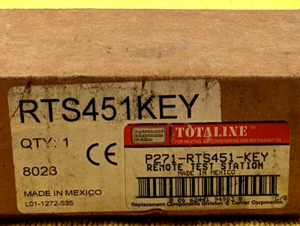 RTS451KEY
QTY: 1
8023
CE
MADE IN MEXICO
L01-1272-535
TOTALINE
FOR HEATING, AIR CONDITIONING AND REFRIGERATION
P271-RTS451-KEY
REMOTE TEST STATION
MADE IN MEXICO
Replacement Components Division © Carrier Corporation